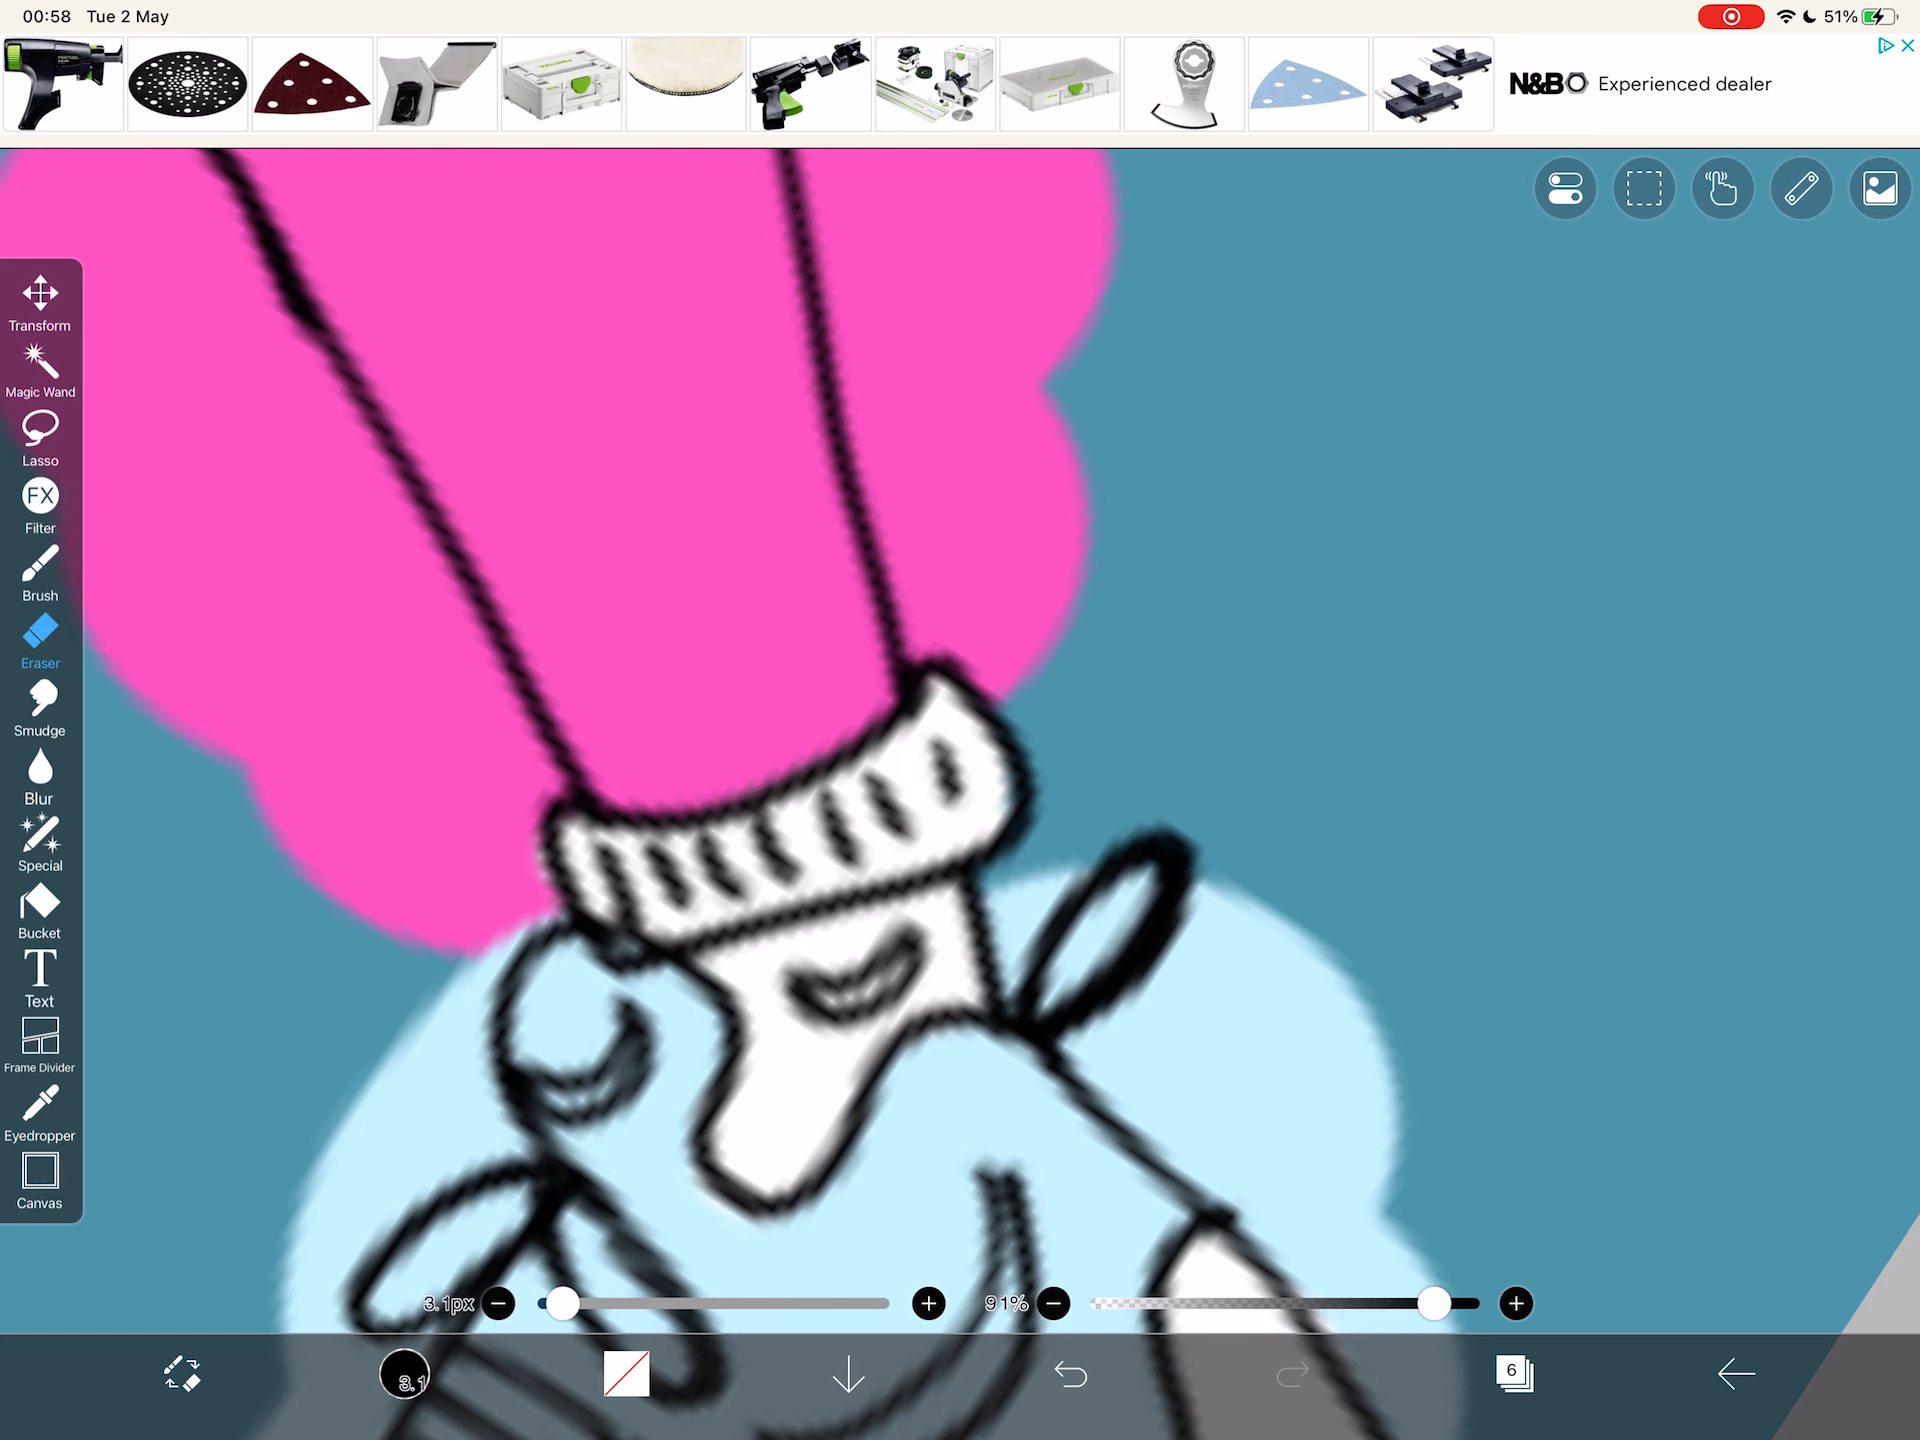 00:58 Tue 2 May
51%
N&B Experienced dealer
Transform
Magic Wand
Lasso
FX
Filter
Brush
Eraser
Smudge
Blur
Special
Bucket
T
Text
Frame Divider
Eyedropper
Canvas
3.1px
91%
3.1
6